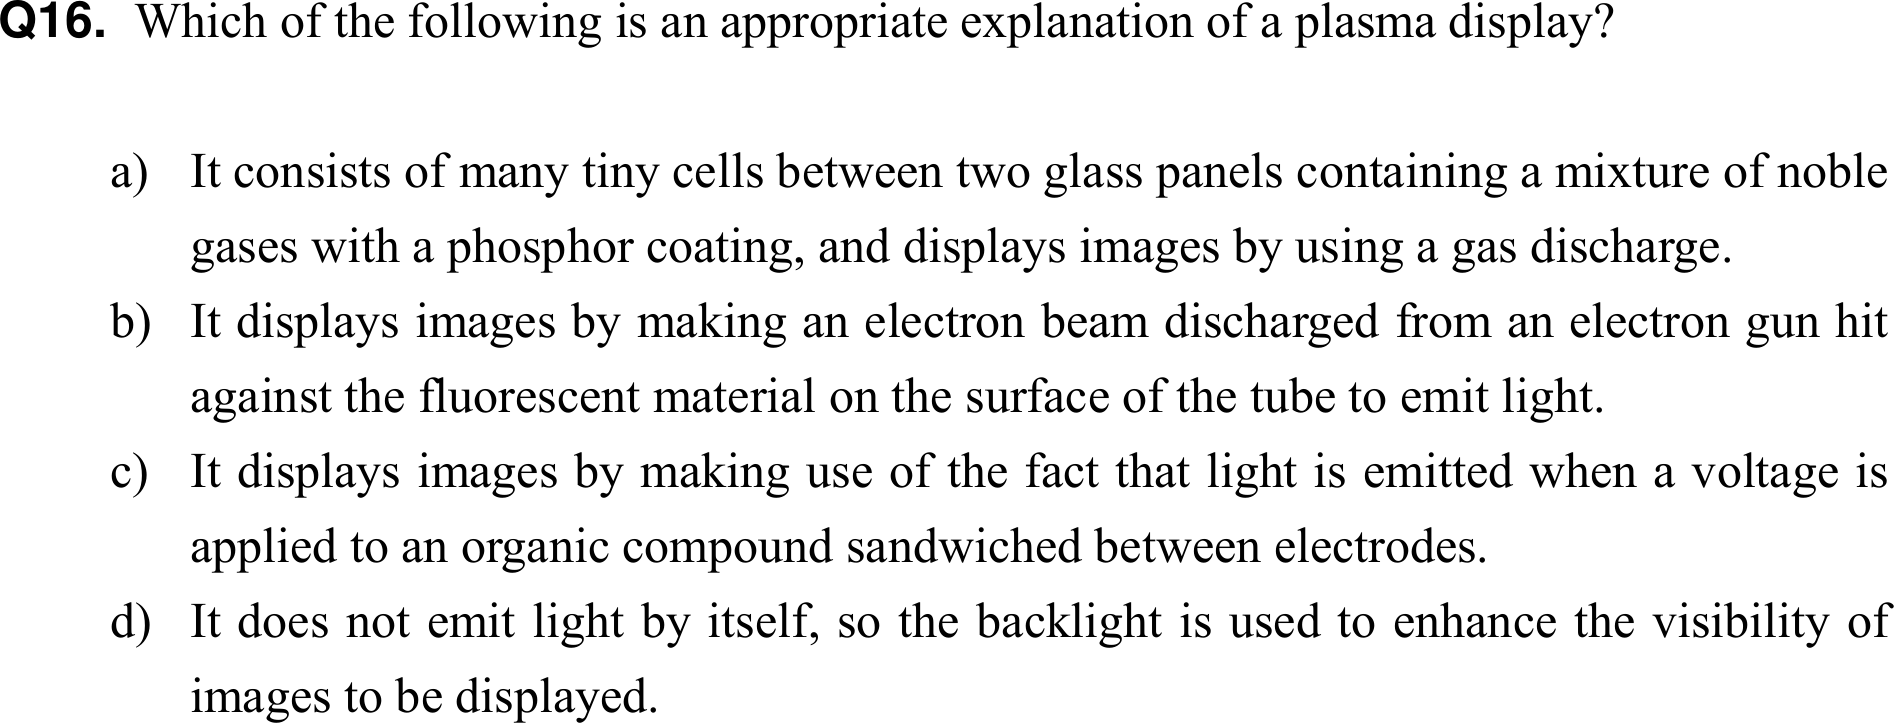 Q16. Which of the following is an appropriate explanation of a plasma display?
a) It consists of many tiny cells between two glass panels containing a mixture of noble
gases with a phosphor coating, and displays images by using a gas discharge.
b) It displays images by making an electron beam discharged from an electron gun hit
against the fluorescent material on the surface of the tube to emit light.
c) It displays images by making use of the fact that light is emitted when a voltage is
applied to an organic compound sandwiched between electrodes.
d) It does not emit light by itself, so the backlight is used to enhance the visibility of
images to be displayed.